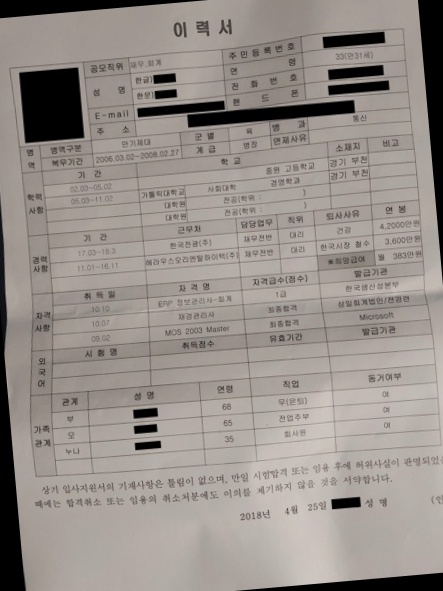 이 력 서
공모직위 재무.회계 주민등록번호
성 명 한글) 연 령 33(만31세)
한문) 전 화 번 호
E-mail 핸 드 폰
주 소
병역 병역구분 만기제대 군 별 육 병 과 통신
복무기간 2006.03.02~2008.02.27 계 급 병장 면제사유
학력사항 기 간 학 교 소재지 비고
02.03~05.02 고등학교 경기 부천
05.03~11.02 가톨릭대학교 사회대학 경영학과 경기 부천
대학원 전공(학위 : )
대학원 전공(학위 : )
경력사항 기 간 근무처 담당업무 직위 퇴사사유 연 봉
17.03~18.3 한국전광(주) 재무전반 대리 건강 4,2000만원
11.01~16.11 헤라우스오리엔탈하이텍(주) 재무전반 대리 한국시장 철수 3,600만원
※희망급여 월 383만원
자격사항 취득일 자 격 명 자격급수(점수) 발급기관
10.10 ERP 정보관리사-회계 1급 한국생산성본부
10.07 재경관리사 최종합격 삼일회계법인/한경련
09.02 MOS 2003 Master 최종합격 Microsoft
외국어 시 험 명 취득점수 유효기간 발급기관
가족관계 관계 성 명 연령 직업 동거여부
부 68 무(은퇴) 여
모 65 전업주부 여
누나 35 회사원 여
상기 입사지원서의 기재사항은 틀림이 없으며, 만일 시험합격 또는 임용 후에 허위사실이 판명되었을
때에는 합격취소 또는 임용의 취소처분에도 이의를 제기하지 않을 것을 서약합니다.
2018년 4월 25일 성 명 (인